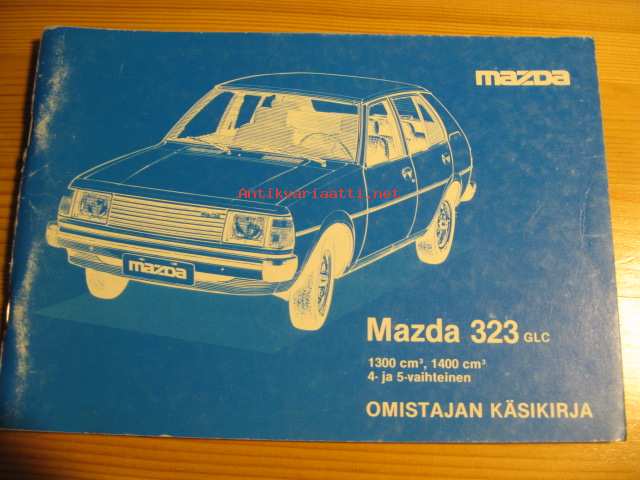 mazda
Antikvariaatti.net
mazda
Mazda 323 GLC
1300 cm³, 1400 cm³
4- ja 5-vaihteinen
OMISTAJAN KÄSIKIRJA